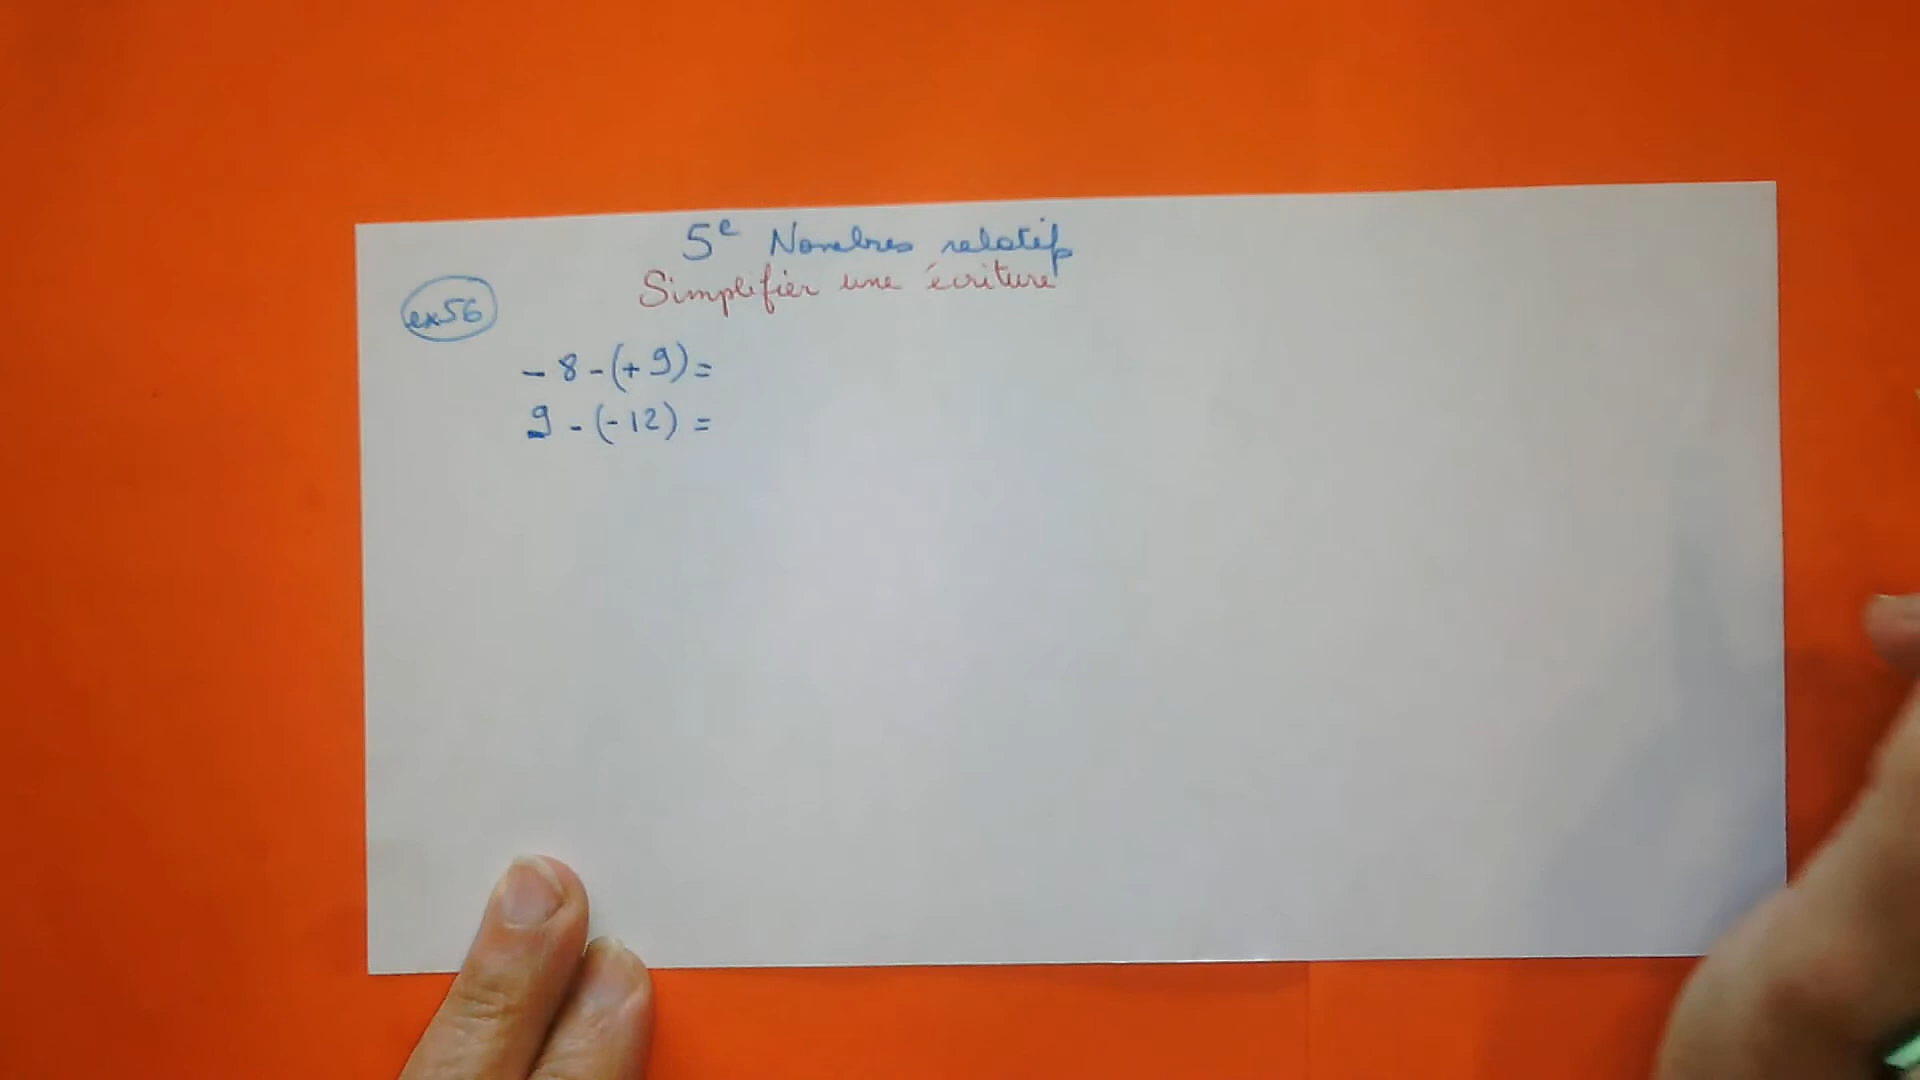 5e Nombres relatifs
Simplifier une écriture
ex56
- 8 - (+ 9) =
9 - (- 12) =